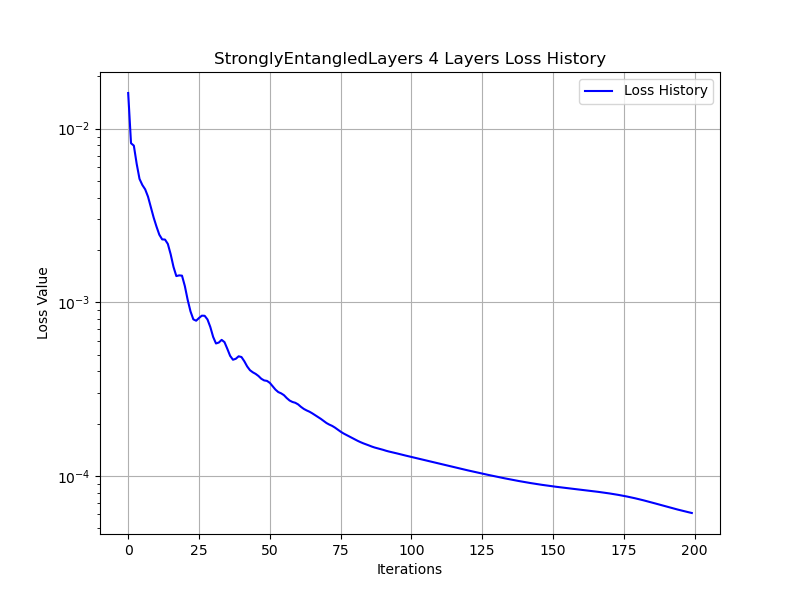 StronglyEntangledLayers 4 Layers Loss History
Loss History
10⁻²
10⁻³
10⁻⁴
Loss Value
0 25 50 75 100 125 150 175 200
Iterations